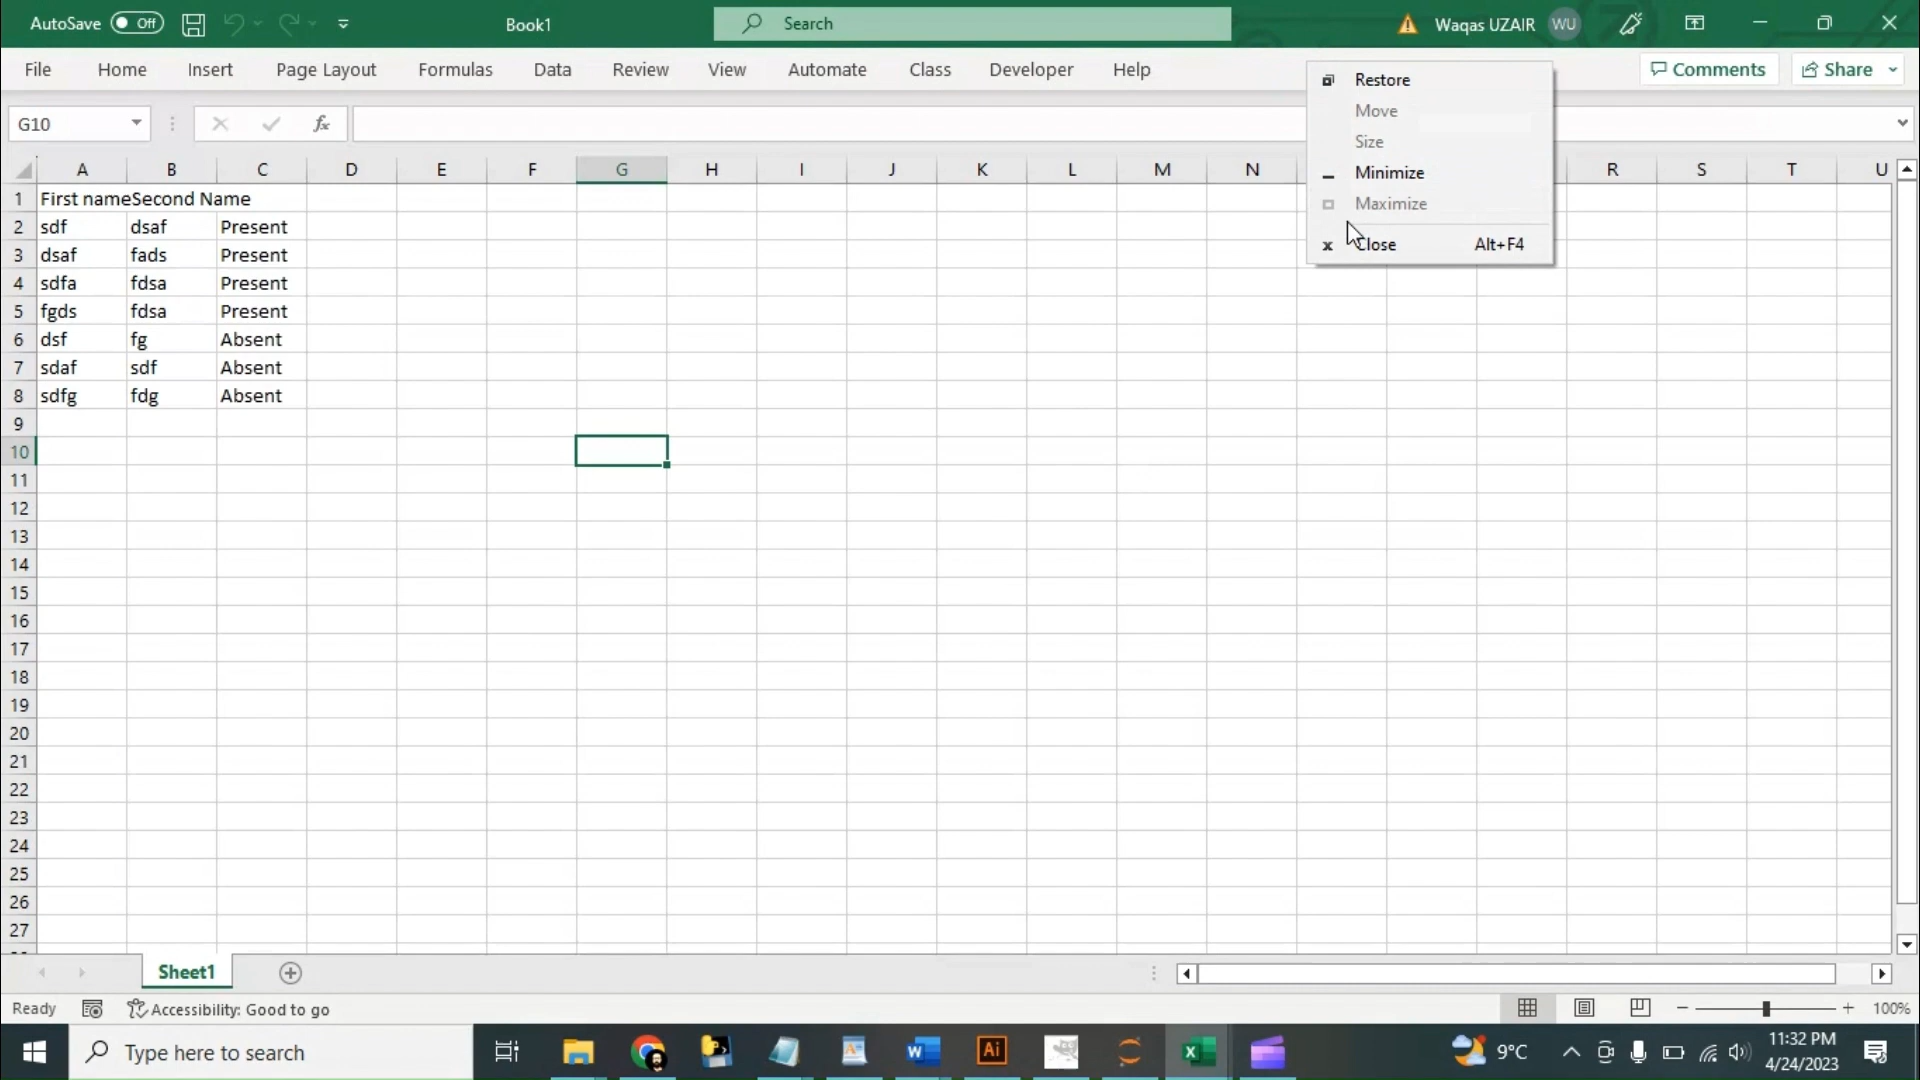 AutoSave Off Book1 Search Waqas UZAIR WU
File Home Insert Page Layout Formulas Data Review View Automate Class Developer Help Comments Share
Restore
Move
Size
Minimize
Maximize
x Close Alt+F4
G10 fx
A B C D E F G H I J K L M N R S T U
1 First nameSecond Name
2 sdf dsaf Present
3 dsaf fads Present
4 sdfa fdsa Present
5 fgds fdsa Present
6 dsf fg Absent
7 sdaf sdf Absent
8 sdfg fdg Absent
9
10
11
12
13
14
15
16
17
18
19
20
21
22
23
24
25
26
27
Sheet1
Ready Accessibility: Good to go 100%
Type here to search W Ai X 9°C 11:32 PM
4/24/2023